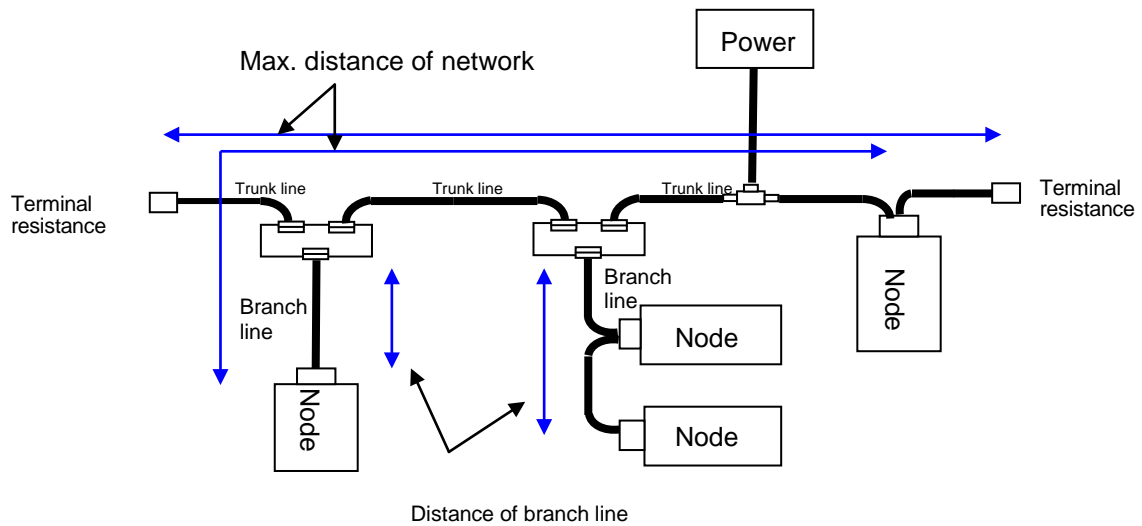 Power
Max. distance of network
Terminal
resistance
Trunk line
Trunk line
Trunk line
Terminal
resistance
Branch
line
Branch
line
Node
Node
Node
Node
Distance of branch line